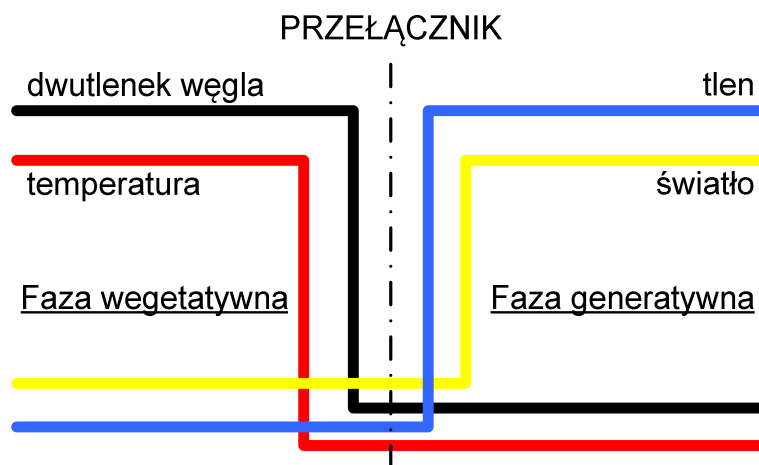 PRZEŁĄCZNIK
dwutlenek węgla
tlen
temperatura
światło
Faza wegetatywna
Faza generatywna